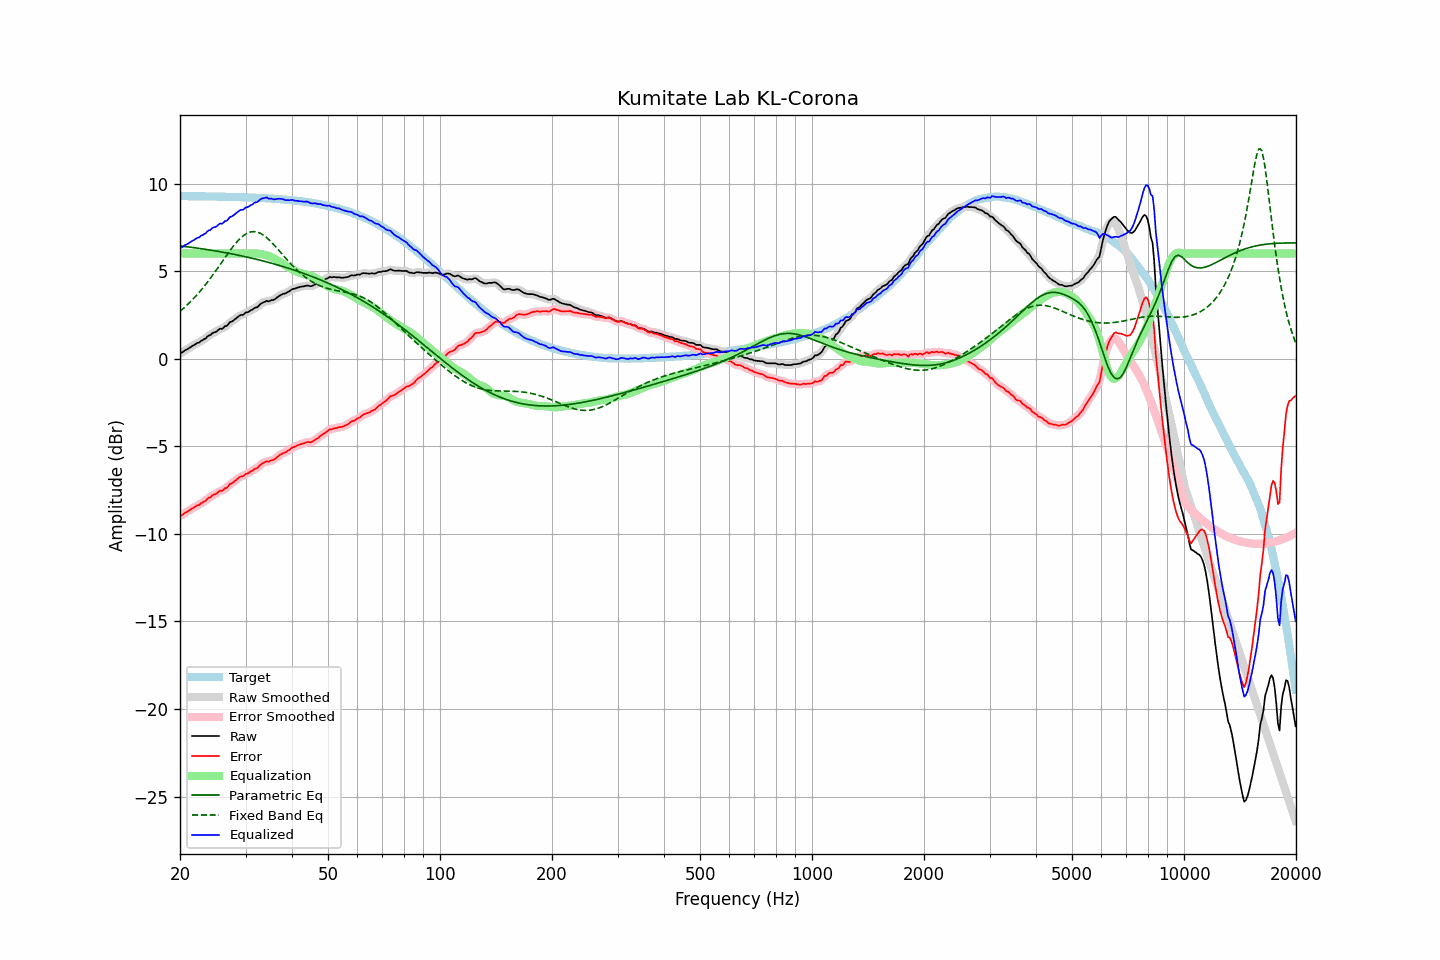 Kumitate Lab KL-Corona
Amplitude (dBr)
10
5
0
−5
−10
−15
−20
−25
Target
Raw Smoothed
Error Smoothed
Raw
Error
Equalization
Parametric Eq
Fixed Band Eq
Equalized
20 50 100 200 500 1000 2000 5000 10000 20000
Frequency (Hz)